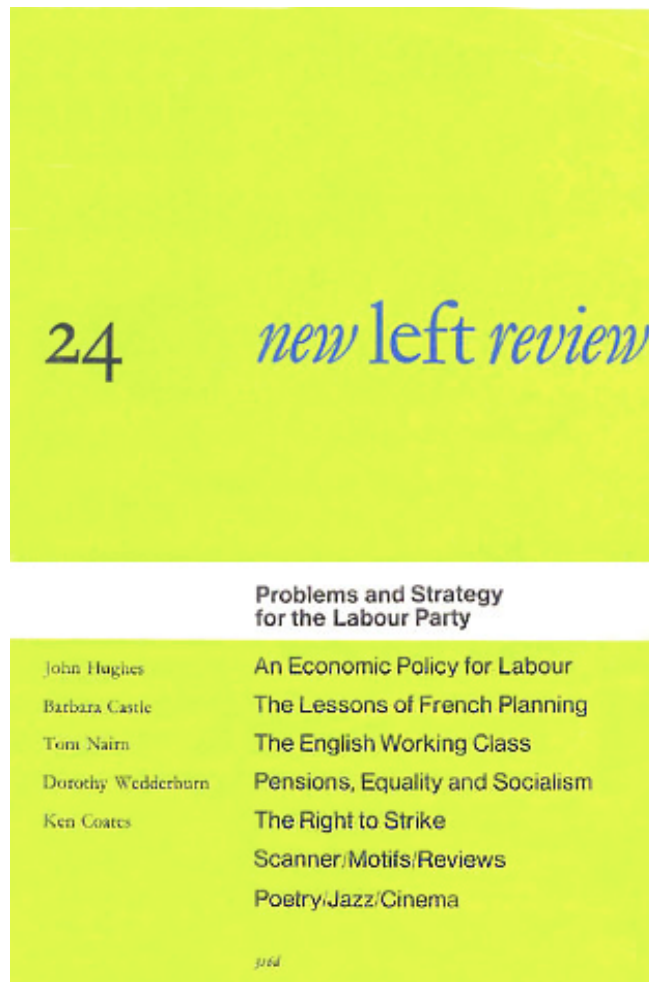 24 new left review
Problems and Strategy
for the Labour Party
John Hughes An Economic Policy for Labour
Barbara Castle The Lessons of French Planning
Tom Nairn The English Working Class
Dorothy Wedderburn Pensions, Equality and Socialism
Ken Coates The Right to Strike
Scanner/Motifs/Reviews
Poetry/Jazz/Cinema